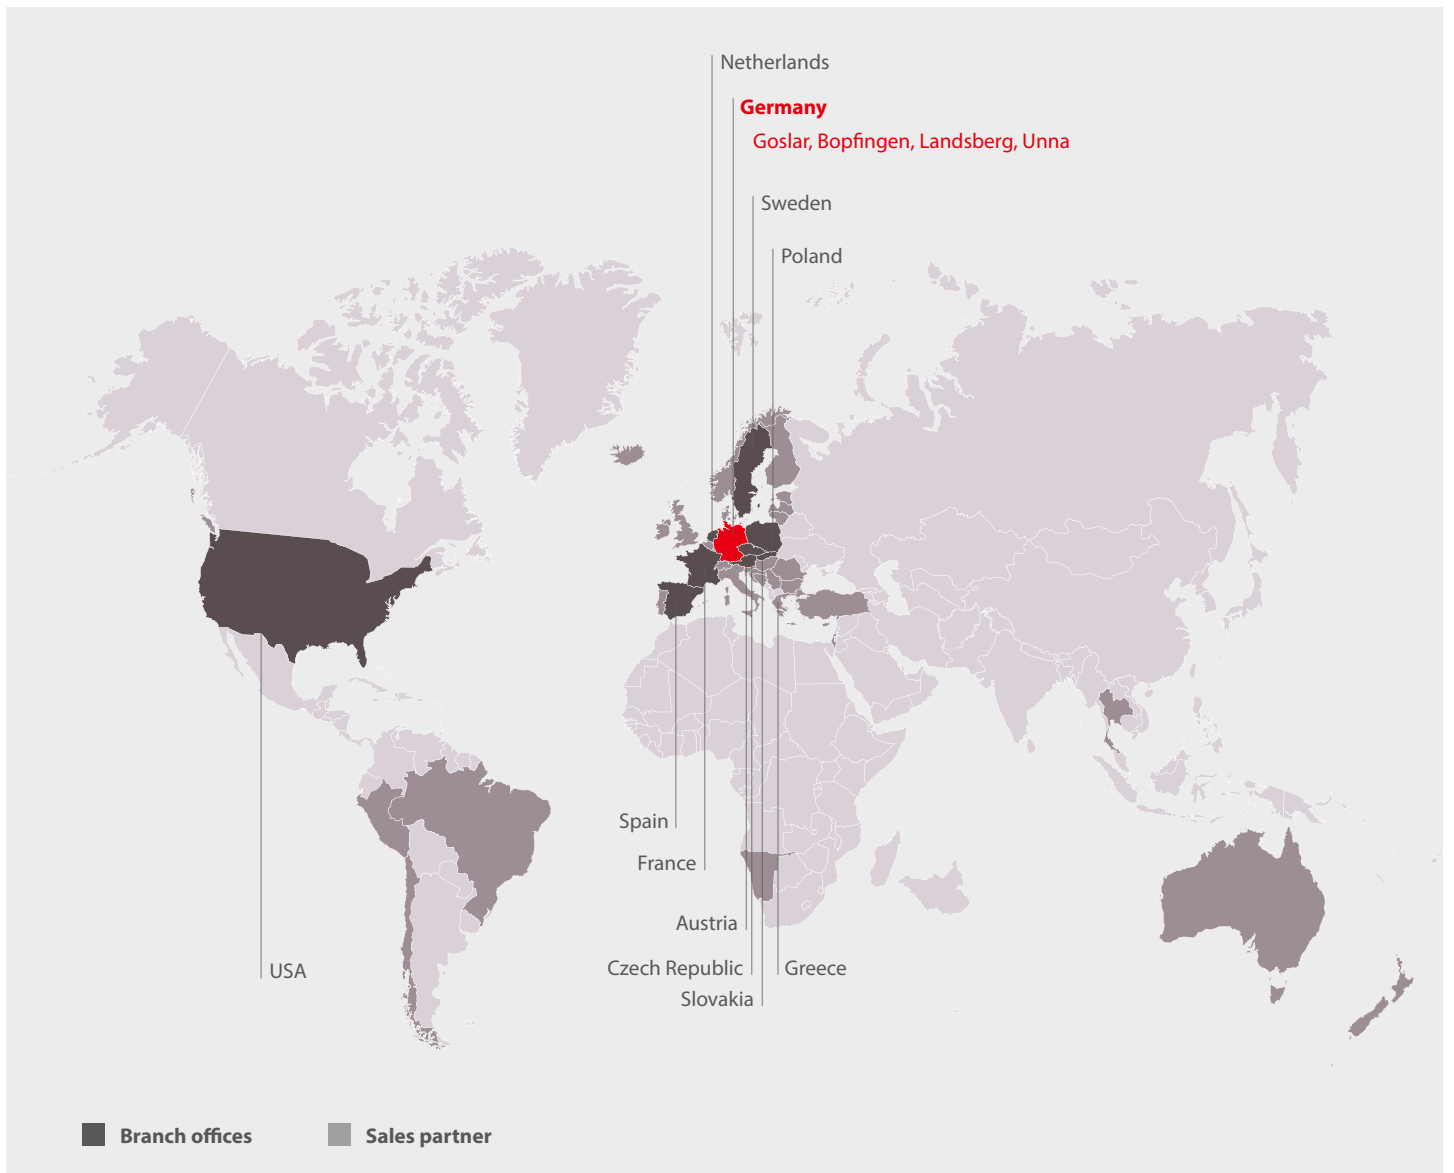 Netherlands
Germany
Goslar, Bopfingen, Landsberg, Unna
Sweden
Poland
Spain
France
Austria
Czech Republic
Greece
USA
Slovakia
Branch offices
Sales partner